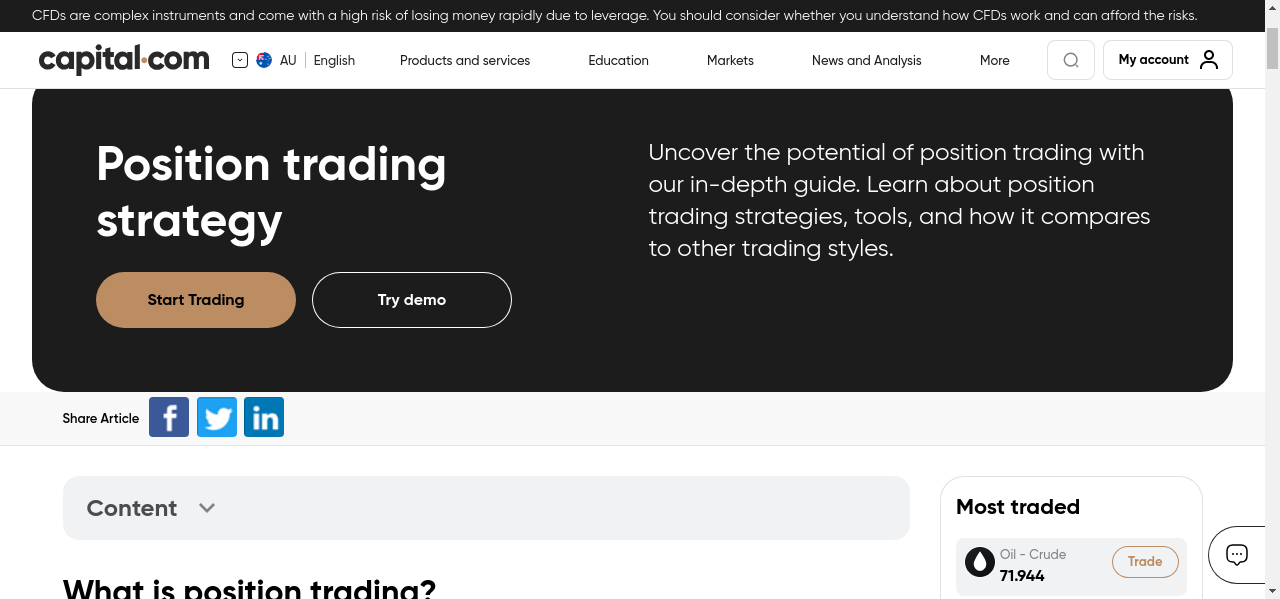 CFDs are complex instruments and come with a high risk of losing money rapidly due to leverage. You should consider whether you understand how CFDs work and can afford the risks.
capital.com
AU English
Products and services
Education
Markets
News and Analysis
More
My account
Position trading
strategy
Uncover the potential of position trading with
our in-depth guide. Learn about position
trading strategies, tools, and how it compares
to other trading styles.
Start Trading
Try demo
Share Article
Content
Most traded
Oil - Crude
71.944
Trade
What is position trading?